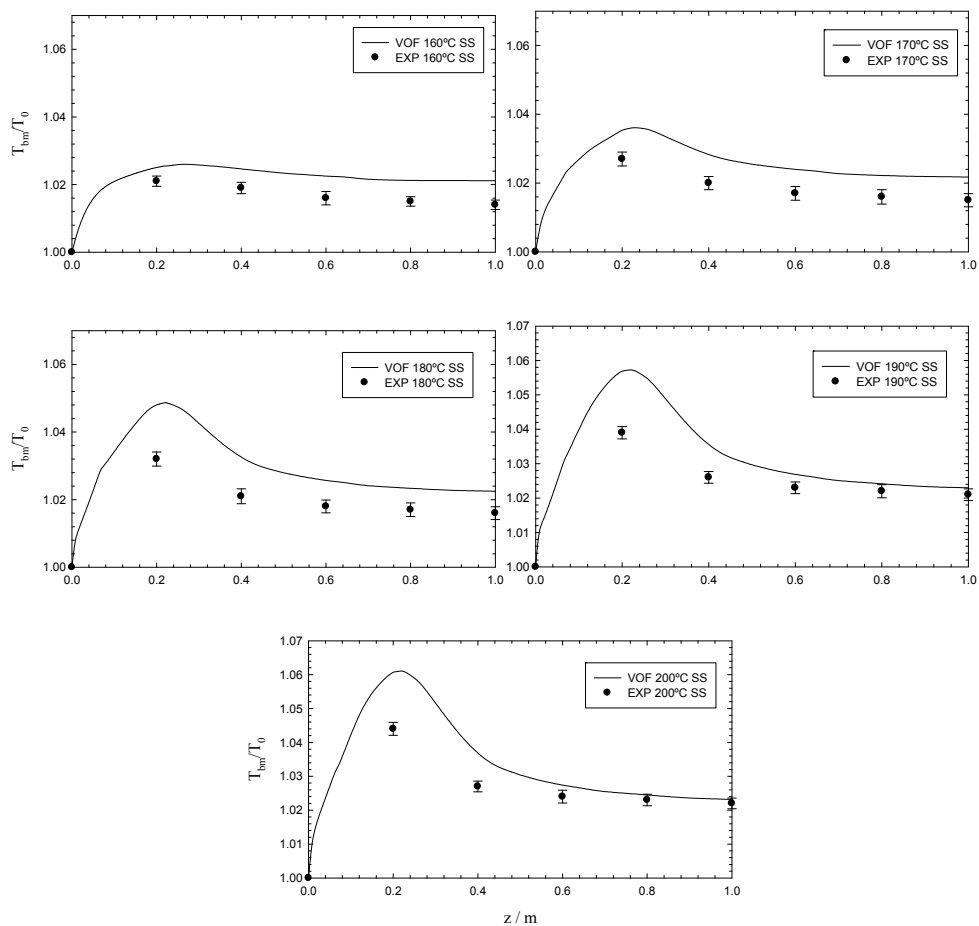 VOF 160ºC SS
EXP 160ºC SS
T_bm/T_0
1.06
1.04
1.02
1.00
0.0 0.2 0.4 0.6 0.8 1.0
VOF 170ºC SS
EXP 170ºC SS
1.06
1.04
1.02
1.00
0.0 0.2 0.4 0.6 0.8 1.0
VOF 180ºC SS
EXP 180ºC SS
T_bm/T_0
1.06
1.04
1.02
1.00
0.0 0.2 0.4 0.6 0.8 1.0
VOF 190ºC SS
EXP 190ºC SS
1.07
1.06
1.05
1.04
1.03
1.02
1.01
1.00
0.0 0.2 0.4 0.6 0.8 1.0
VOF 200ºC SS
EXP 200ºC SS
T_bm/T_0
1.07
1.06
1.05
1.04
1.03
1.02
1.01
1.00
0.0 0.2 0.4 0.6 0.8 1.0
z / m